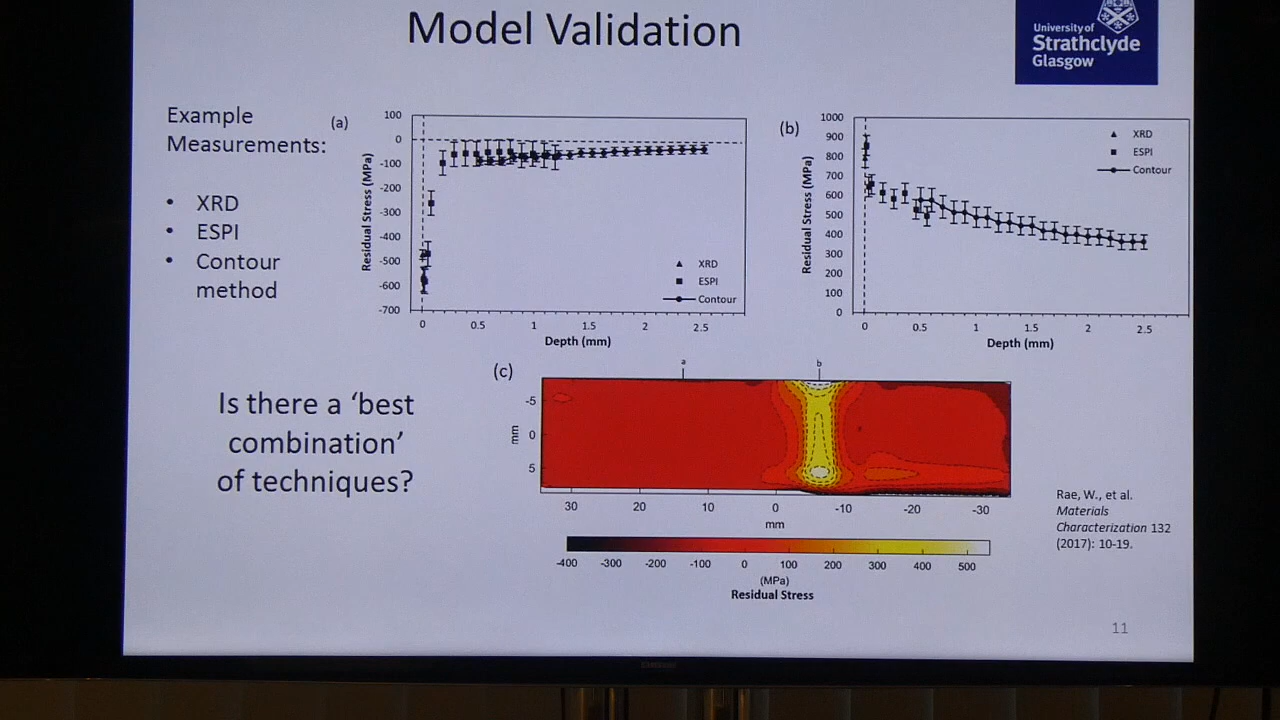 Model Validation
University of
Strathclyde
Glasgow
Example
Measurements:
• XRD
• ESPI
• Contour
method
(a)
100
0
-100
-200
-300
-400
-500
-600
-700
Residual Stress (MPa)
XRD
ESPI
Contour
0 0.5 1 1.5 2 2.5
Depth (mm)
(b)
1000
900
800
700
600
500
400
300
200
100
0
Residual Stress (MPa)
XRD
ESPI
Contour
0 0.5 1 1.5 2 2.5
Depth (mm)
Is there a ‘best
combination’
of techniques?
(c)
a b
-5
0
5
mm
30 20 10 0 -10 -20 -30
mm
-400 -300 -200 -100 0 100 200 300 400 500
(MPa)
Residual Stress
Rae, W., et al.
Materials
Characterization 132
(2017): 10-19.
11
SAMSUNG